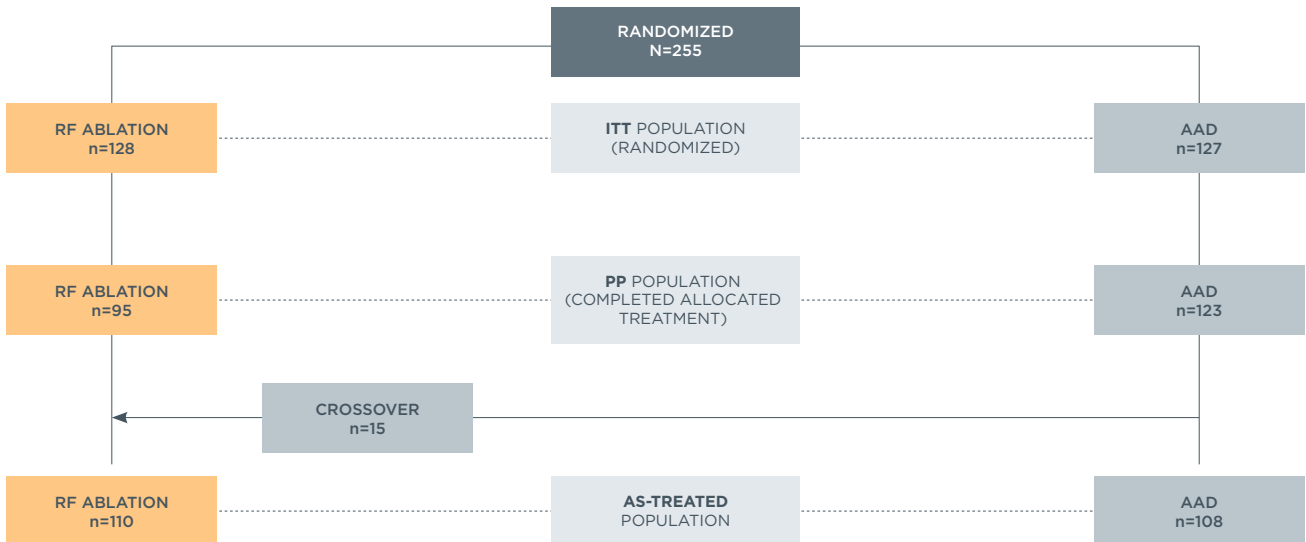 RANDOMIZED
N=255
RF ABLATION
n=128
ITT POPULATION
(RANDOMIZED)
AAD
n=127
RF ABLATION
n=95
PP POPULATION
(COMPLETED ALLOCATED
TREATMENT)
AAD
n=123
CROSSOVER
n=15
RF ABLATION
n=110
AS-TREATED
POPULATION
AAD
n=108